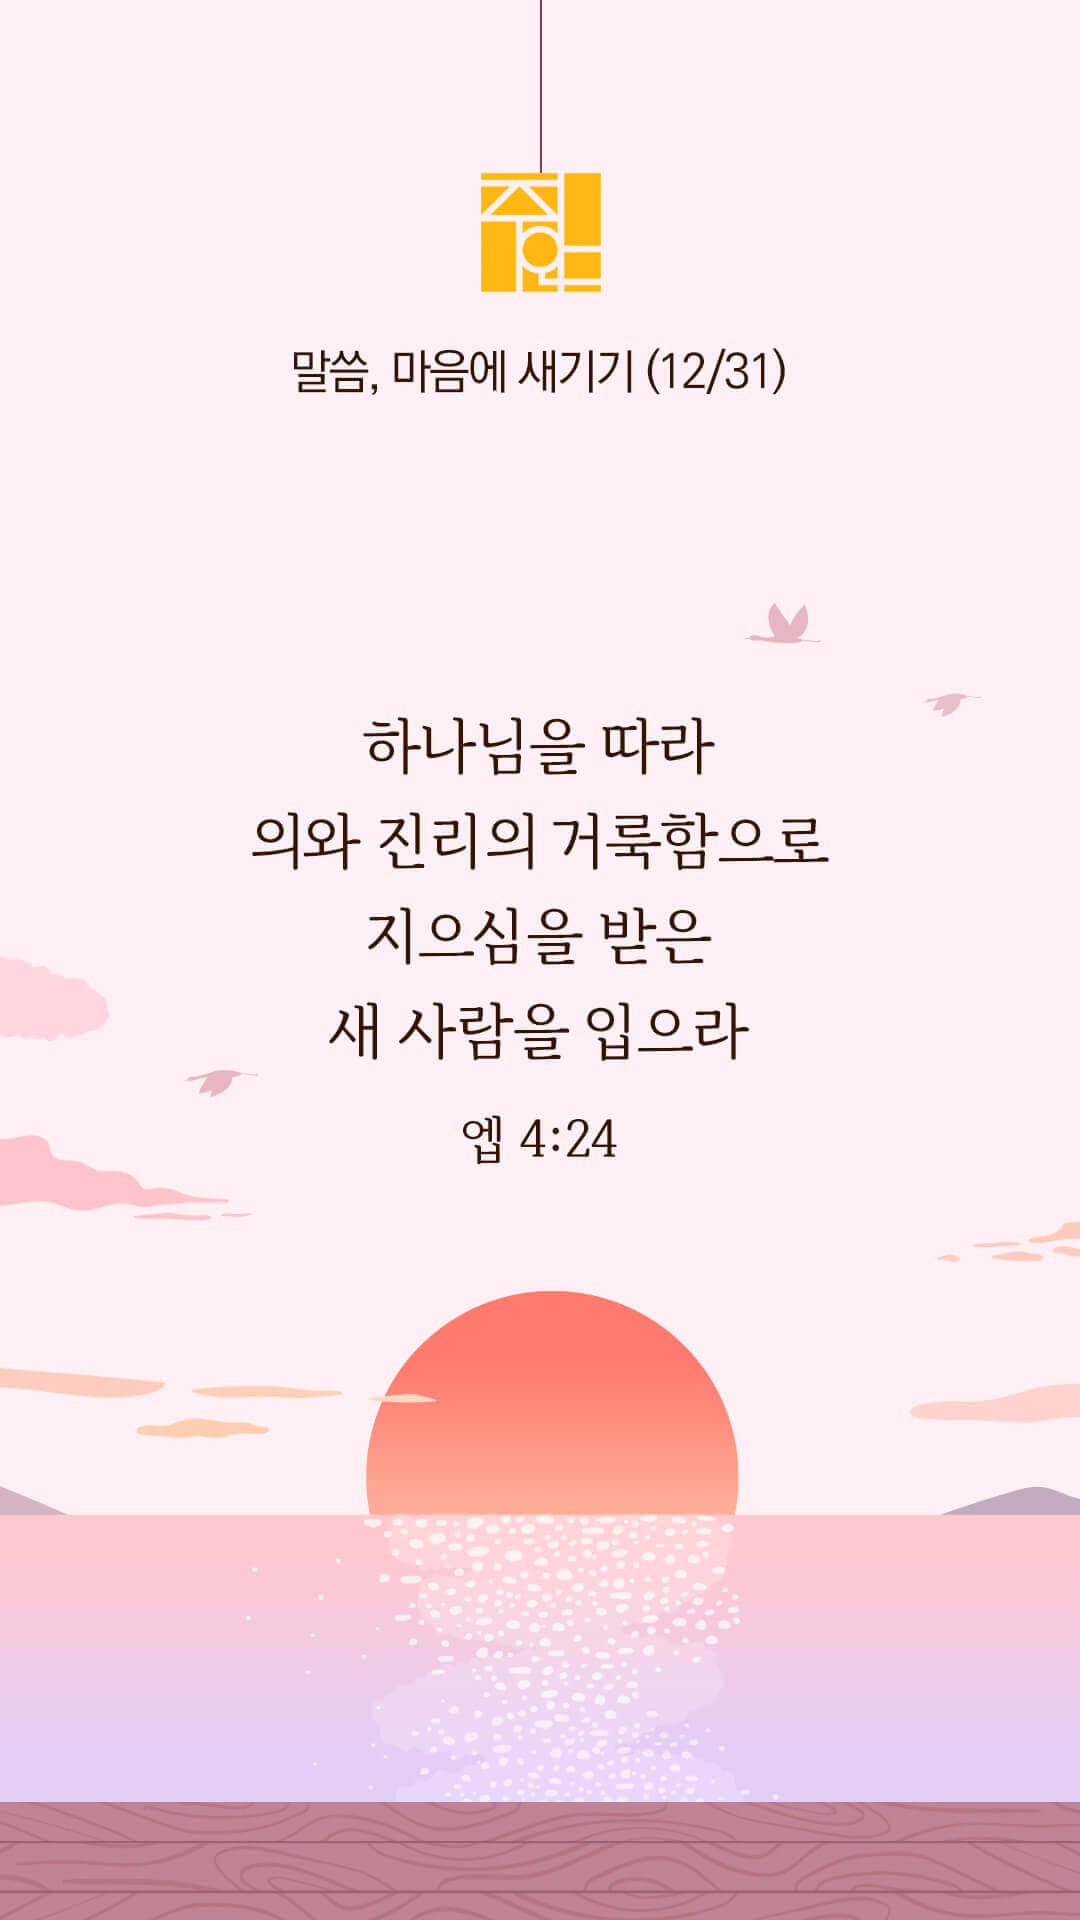 말씀, 마음에 새기기 (12/31)
하나님을 따라
의와 진리의 거룩함으로
지으심을 받은
새 사람을 입으라
엡 4:24